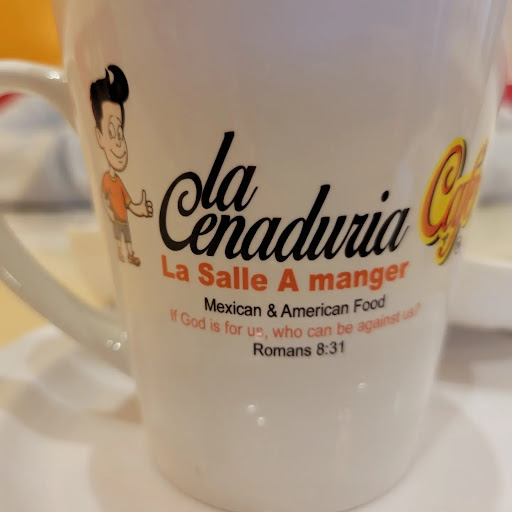 la
Cenaduria
La Salle A manger
Mexican & American Food
If God is for us, who can be against us?
Romans 8:31